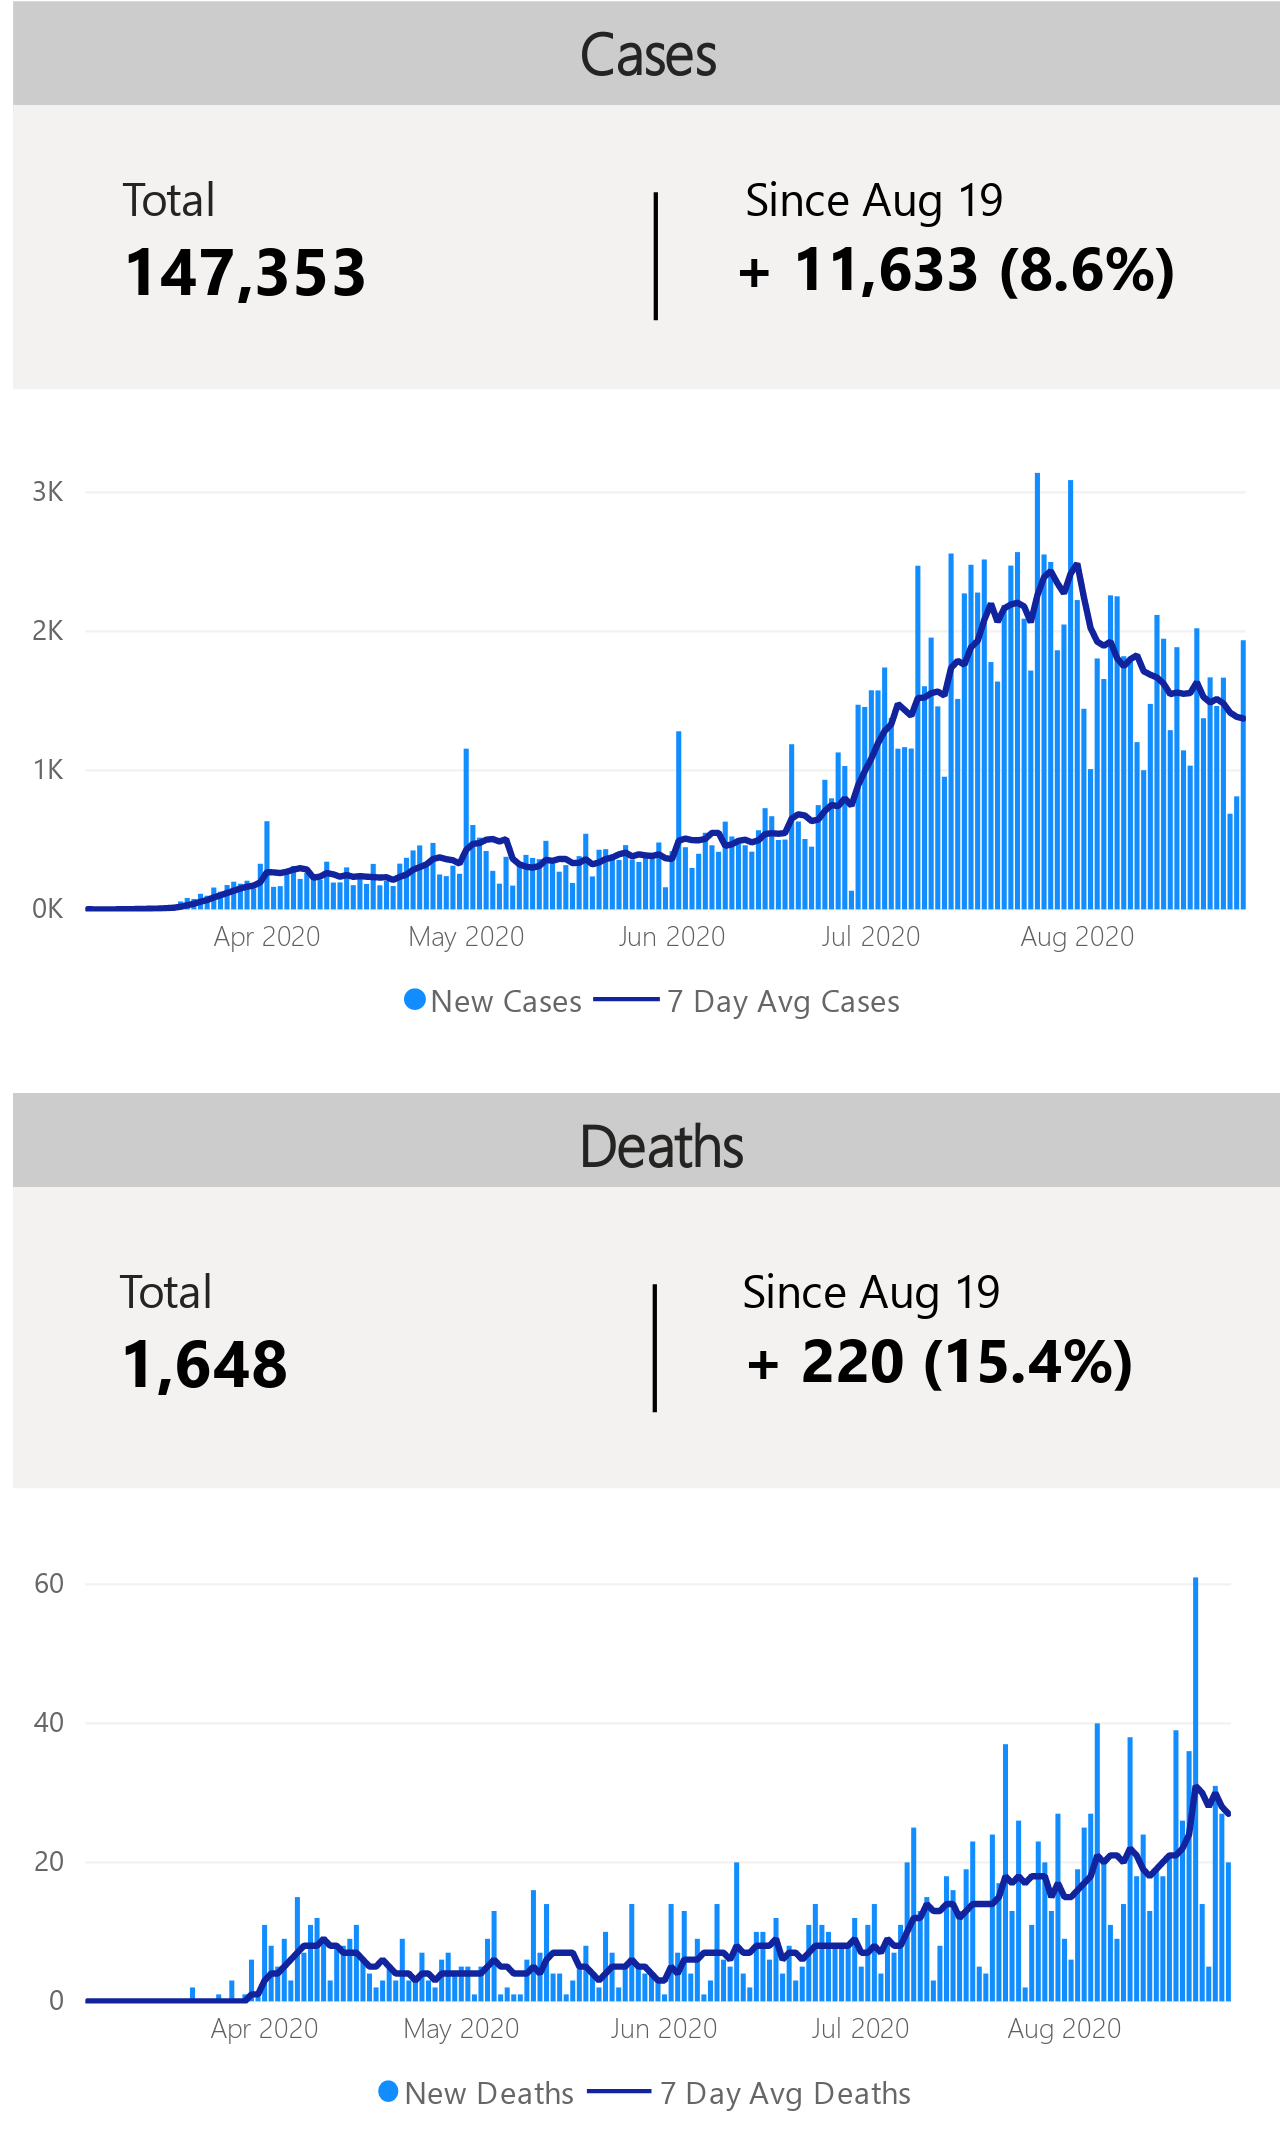 Cases
Total
Since Aug 19
147,353
+ 11,633 (8.6%)
3K
2K
1K
0K
Apr 2020
May 2020
Jun 2020
Jul 2020
Aug 2020
New Cases
7 Day Avg Cases
Deaths
Total
Since Aug 19
1,648
+ 220 (15.4%)
60
40
20
0
Apr 2020
May 2020
Jun 2020
Jul 2020
Aug 2020
New Deaths
7 Day Avg Deaths